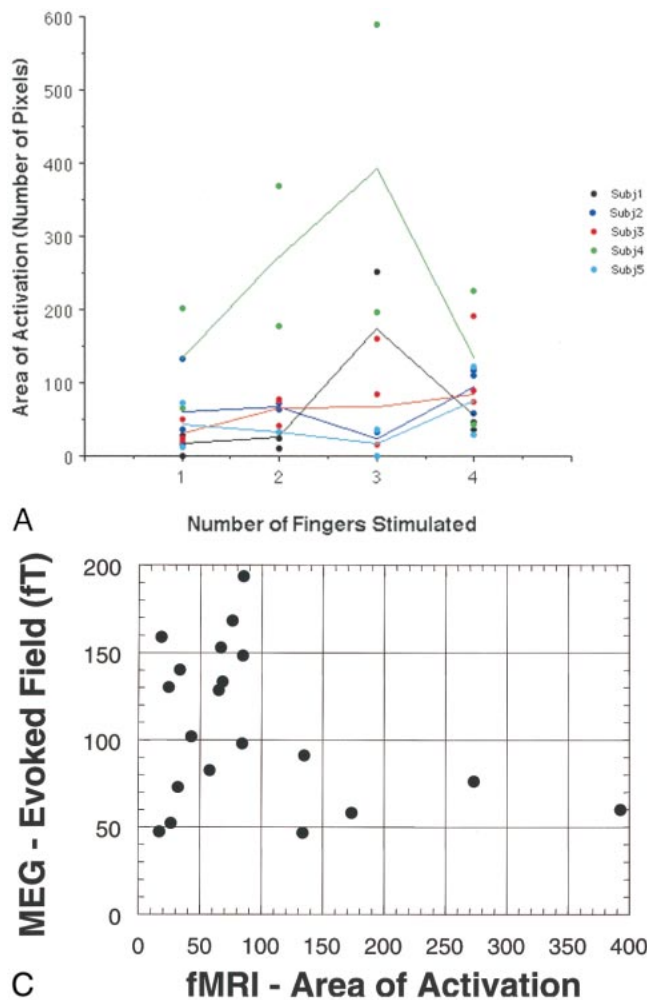 Area of Activation (Number of Pixels)
600
500
400
300
200
100
0
1 2 3 4
Number of Fingers Stimulated
Subj1
Subj2
Subj3
Subj4
Subj5
A
MEG - Evoked Field (fT)
200
150
100
50
0
0 50 100 150 200 250 300 350 400
fMRI - Area of Activation
C